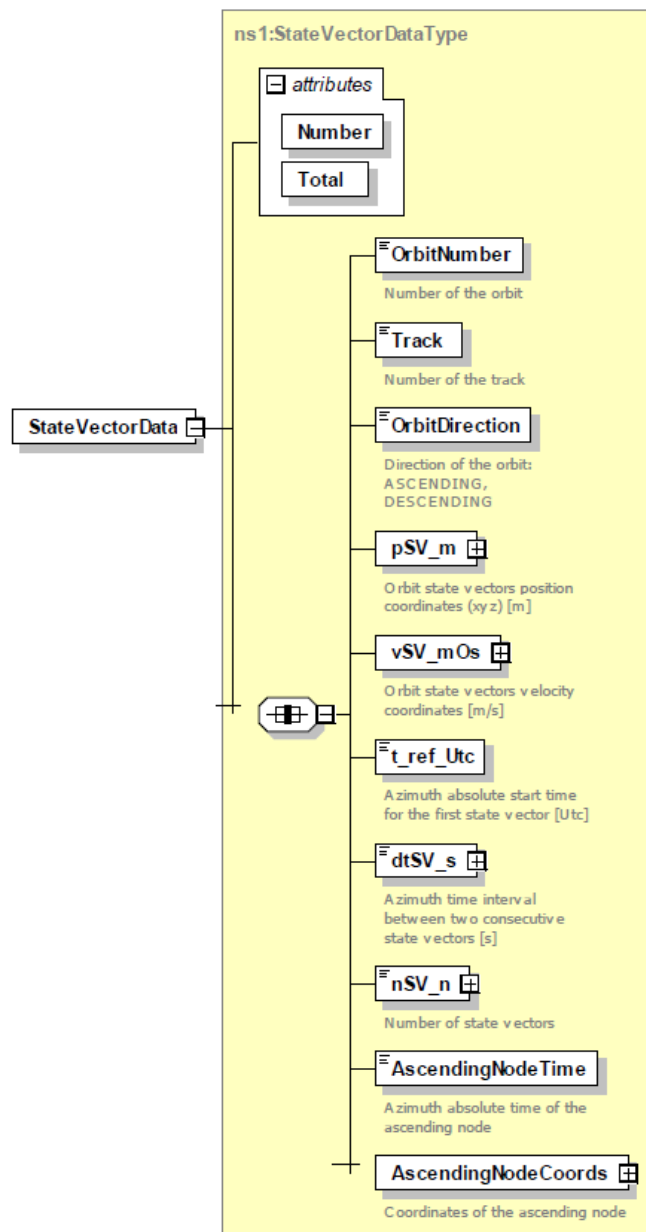 ns1:StateVectorDataType
attributes
Number
Total
OrbitNumber
Number of the orbit
Track
Number of the track
StateVectorData
OrbitDirection
Direction of the orbit:
ASCENDING,
DESCENDING
pSV_m
Orbit state vectors position
coordinates (xyz) [m]
vSV_mOs
Orbit state vectors velocity
coordinates [m/s]
t_ref_Utc
Azimuth absolute start time
for the first state vector [Utc]
dtSV_s
Azimuth time interval
between two consecutive
state vectors [s]
nSV_n
Number of state vectors
AscendingNodeTime
Azimuth absolute time of the
ascending node
AscendingNodeCoords
Coordinates of the ascending node